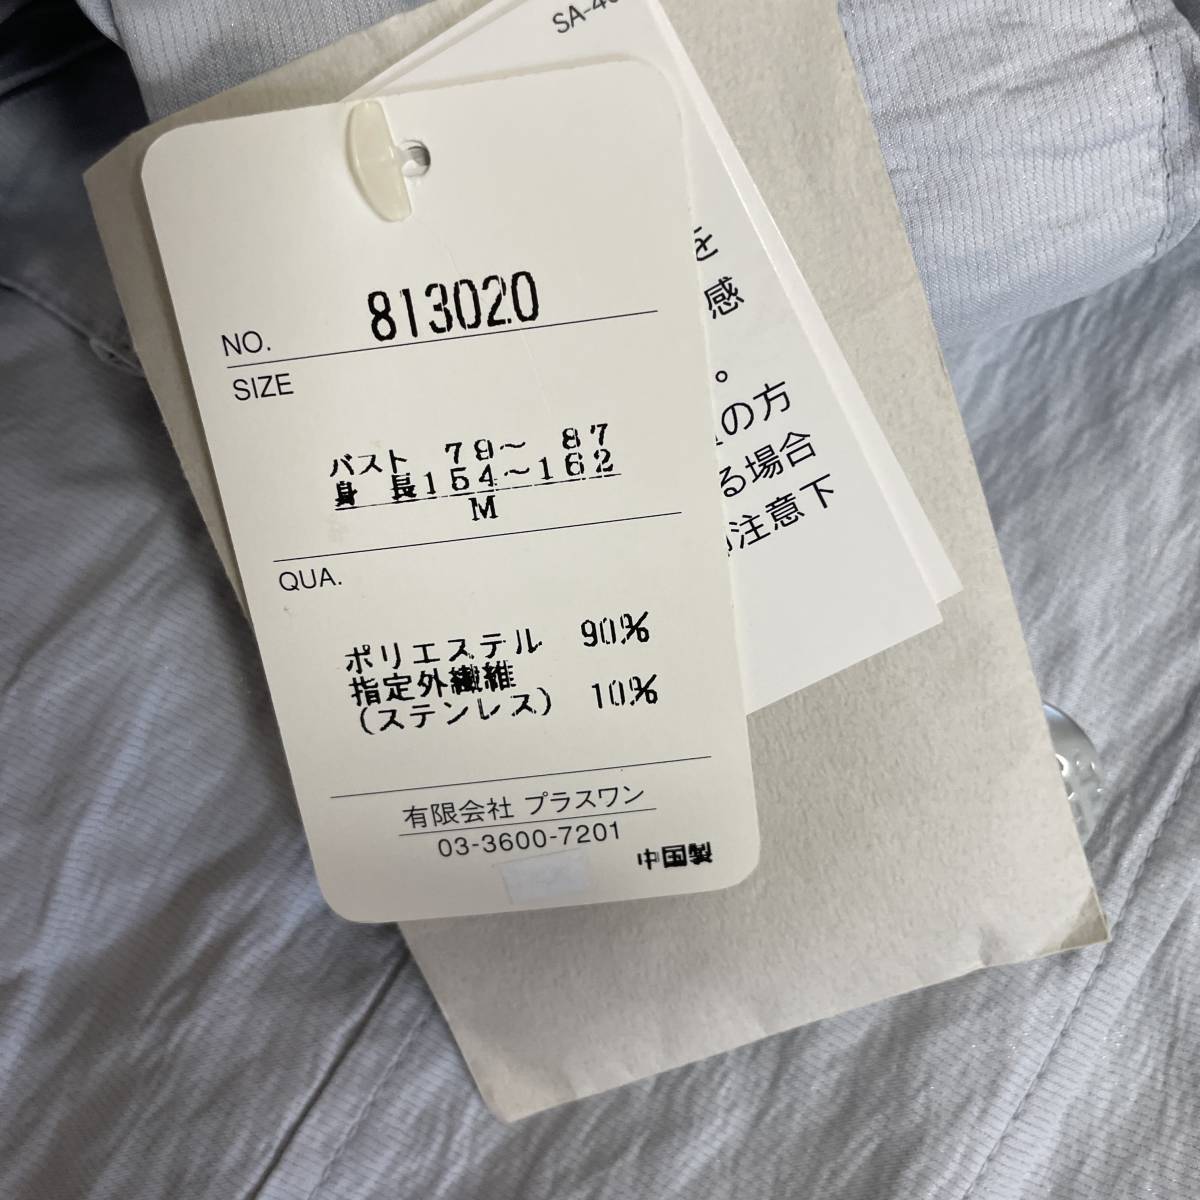 SA-40
NO. 813020
SIZE
バスト 79～ 87
身 長154～162
M
QUA.
ポリエステル 90%
指定外繊維
(ステンレス) 10%
有限会社 プラスワン
03-3600-7201
中国製
を
感
。
の方
る場合
注意下